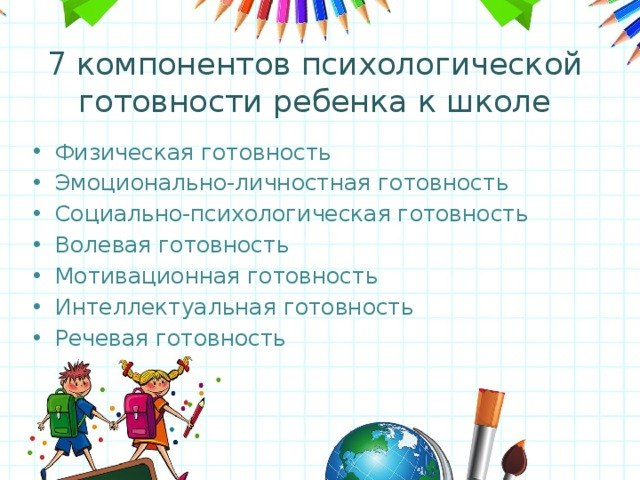 7 компонентов психологической
готовности ребенка к школе
• Физическая готовность
• Эмоционально-личностная готовность
• Социально-психологическая готовность
• Волевая готовность
• Мотивационная готовность
• Интеллектуальная готовность
• Речевая готовность